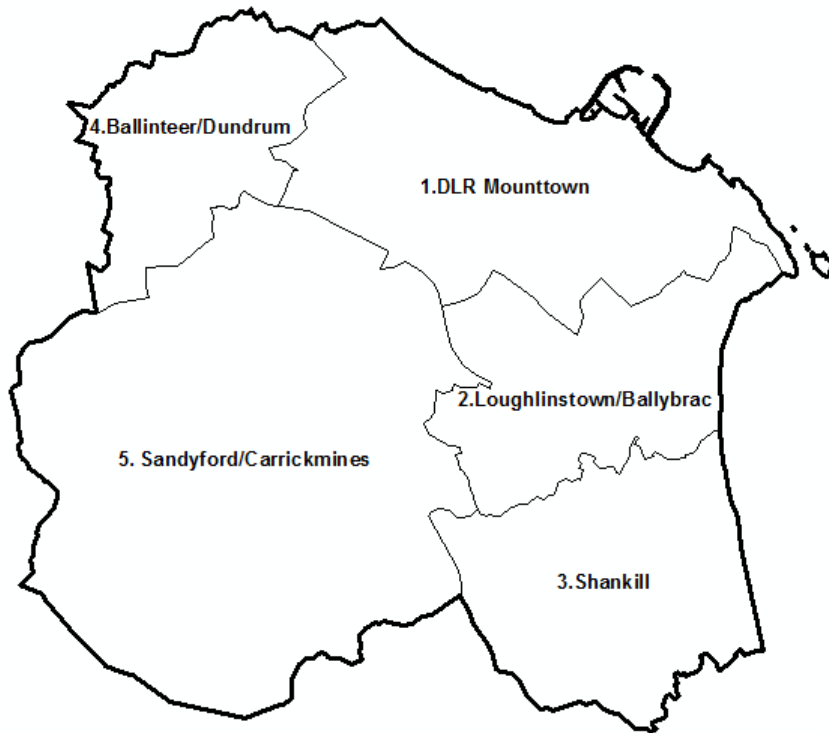 4.Ballinteer/Dundrum
1.DLR Mounttown
2.Loughlinstown/Ballybrac
5. Sandyford/Carrickmines
3.Shankill